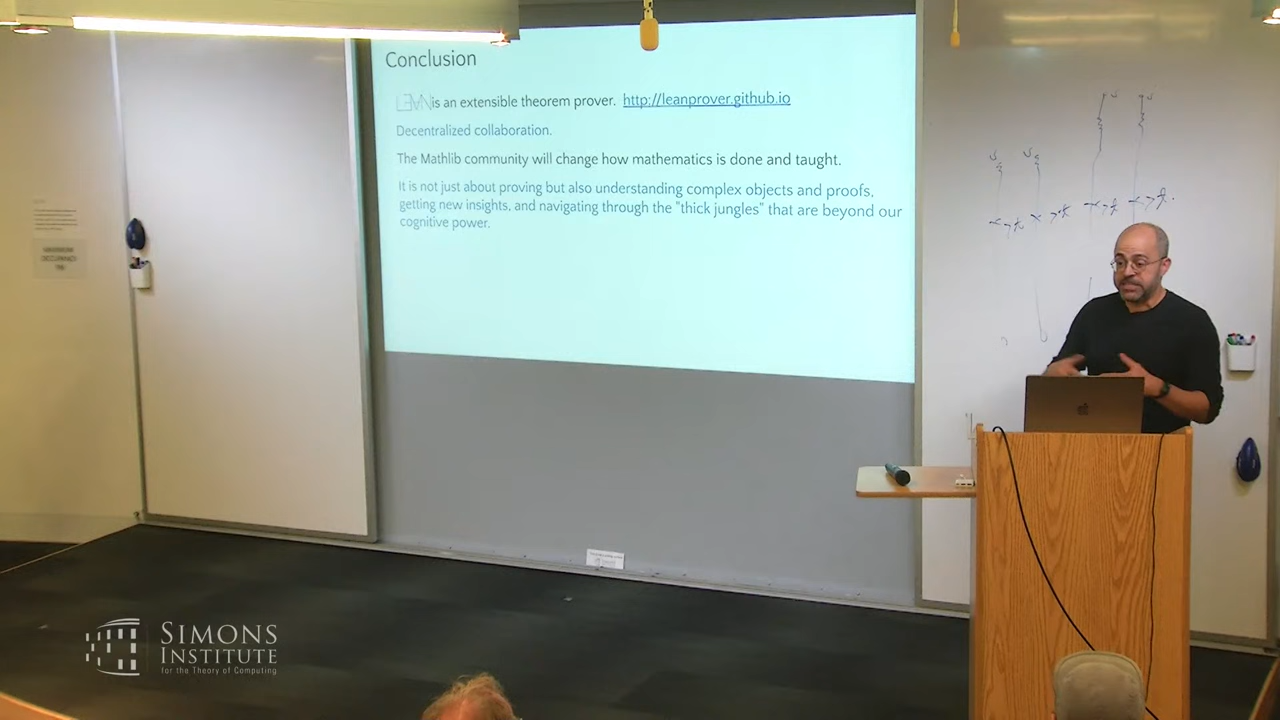 Conclusion
LEAN is an extensible theorem prover. http://leanprover.github.io
Decentralized collaboration.
The Mathlib community will change how mathematics is done and taught.
It is not just about proving but also understanding complex objects and proofs,
getting new insights, and navigating through the "thick jungles" that are beyond our
cognitive power.
MAXIMUM
OCCUPANCY
SIMONS
INSTITUTE
for the Theory of Computing